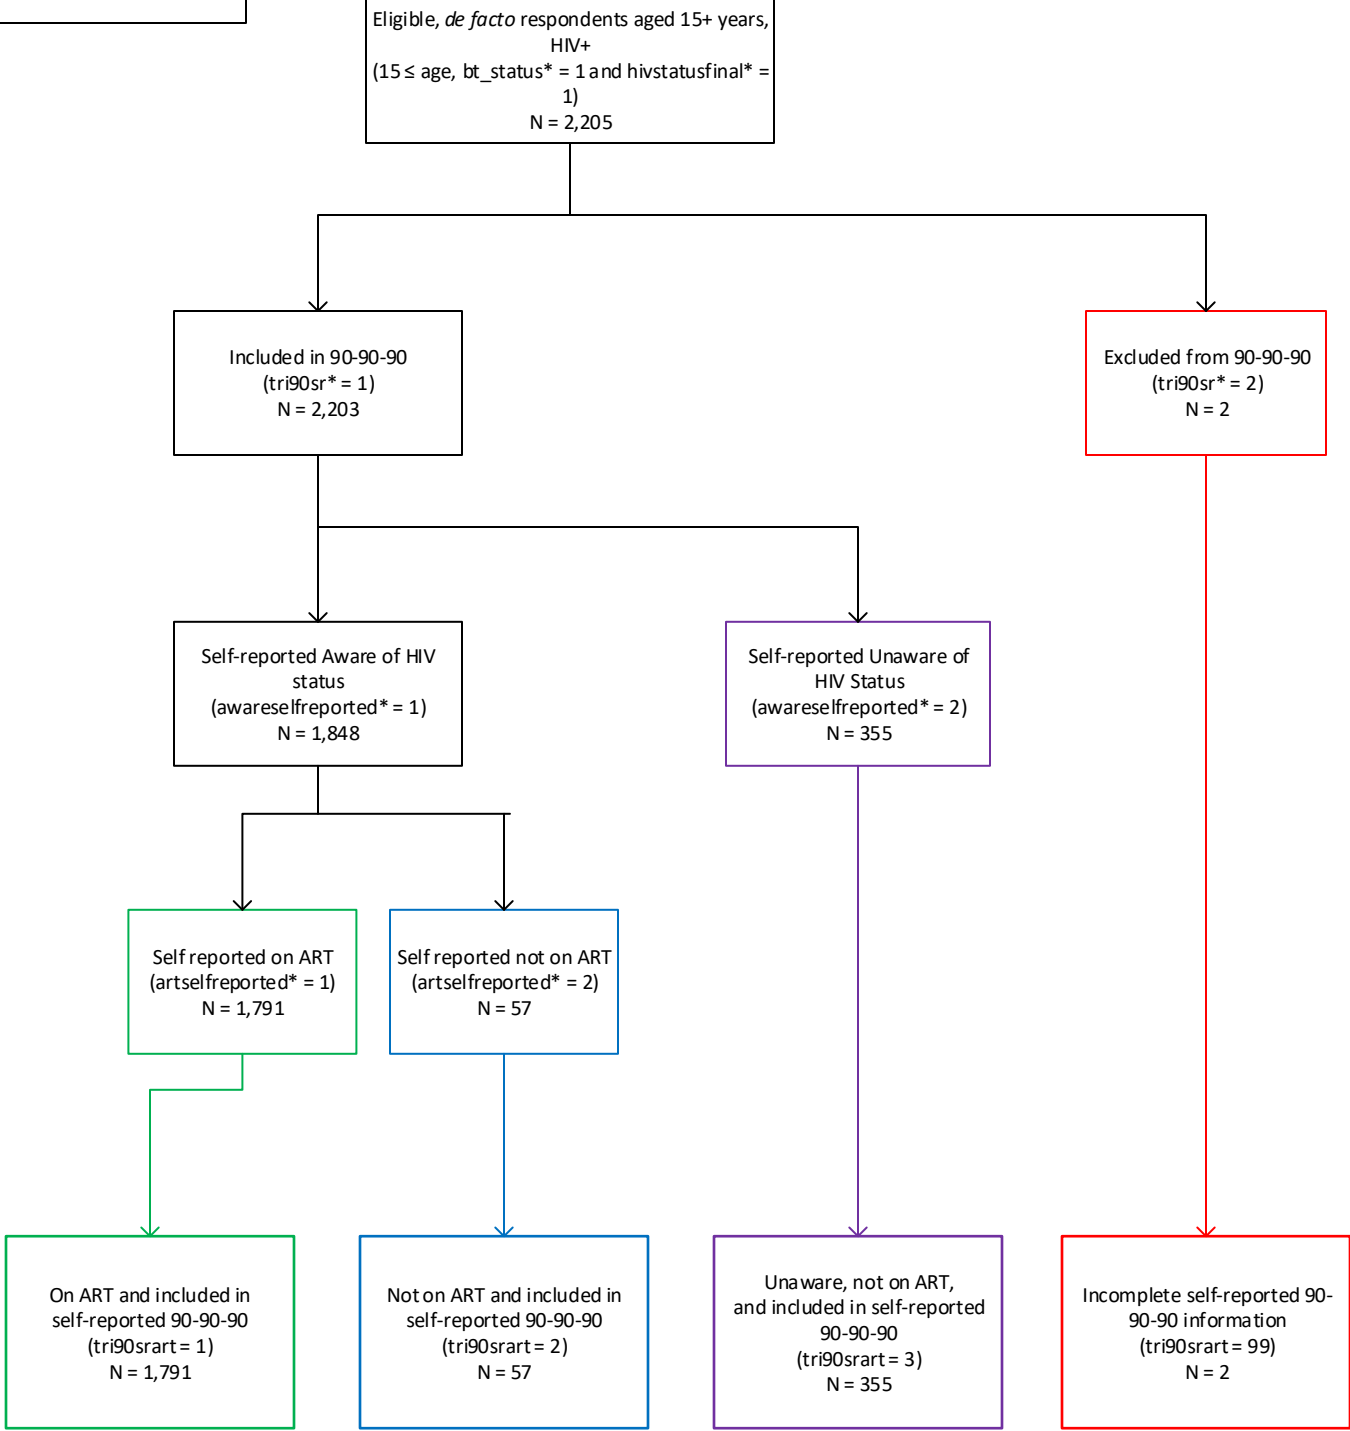 Eligible, de facto respondents aged 15+ years,
HIV+
(15 ≤ age, bt_status* = 1 and hivstatusfinal* =
1)
N = 2,205
Included in 90-90-90
(tri90sr* = 1)
N = 2,203
Excluded from 90-90-90
(tri90sr* = 2)
N = 2
Self-reported Aware of HIV
status
(awareselfreported* = 1)
N = 1,848
Self-reported Unaware of
HIV Status
(awareselfreported* = 2)
N = 355
Self reported on ART
(artselfreported* = 1)
N = 1,791
Self reported not on ART
(artselfreported* = 2)
N = 57
On ART and included in
self-reported 90-90-90
(tri90srart = 1)
N = 1,791
Not on ART and included in
self-reported 90-90-90
(tri90srart = 2)
N = 57
Unaware, not on ART,
and included in self-reported
90-90-90
(tri90srart = 3)
N = 355
Incomplete self-reported 90-
90-90 information
(tri90srart = 99)
N = 2